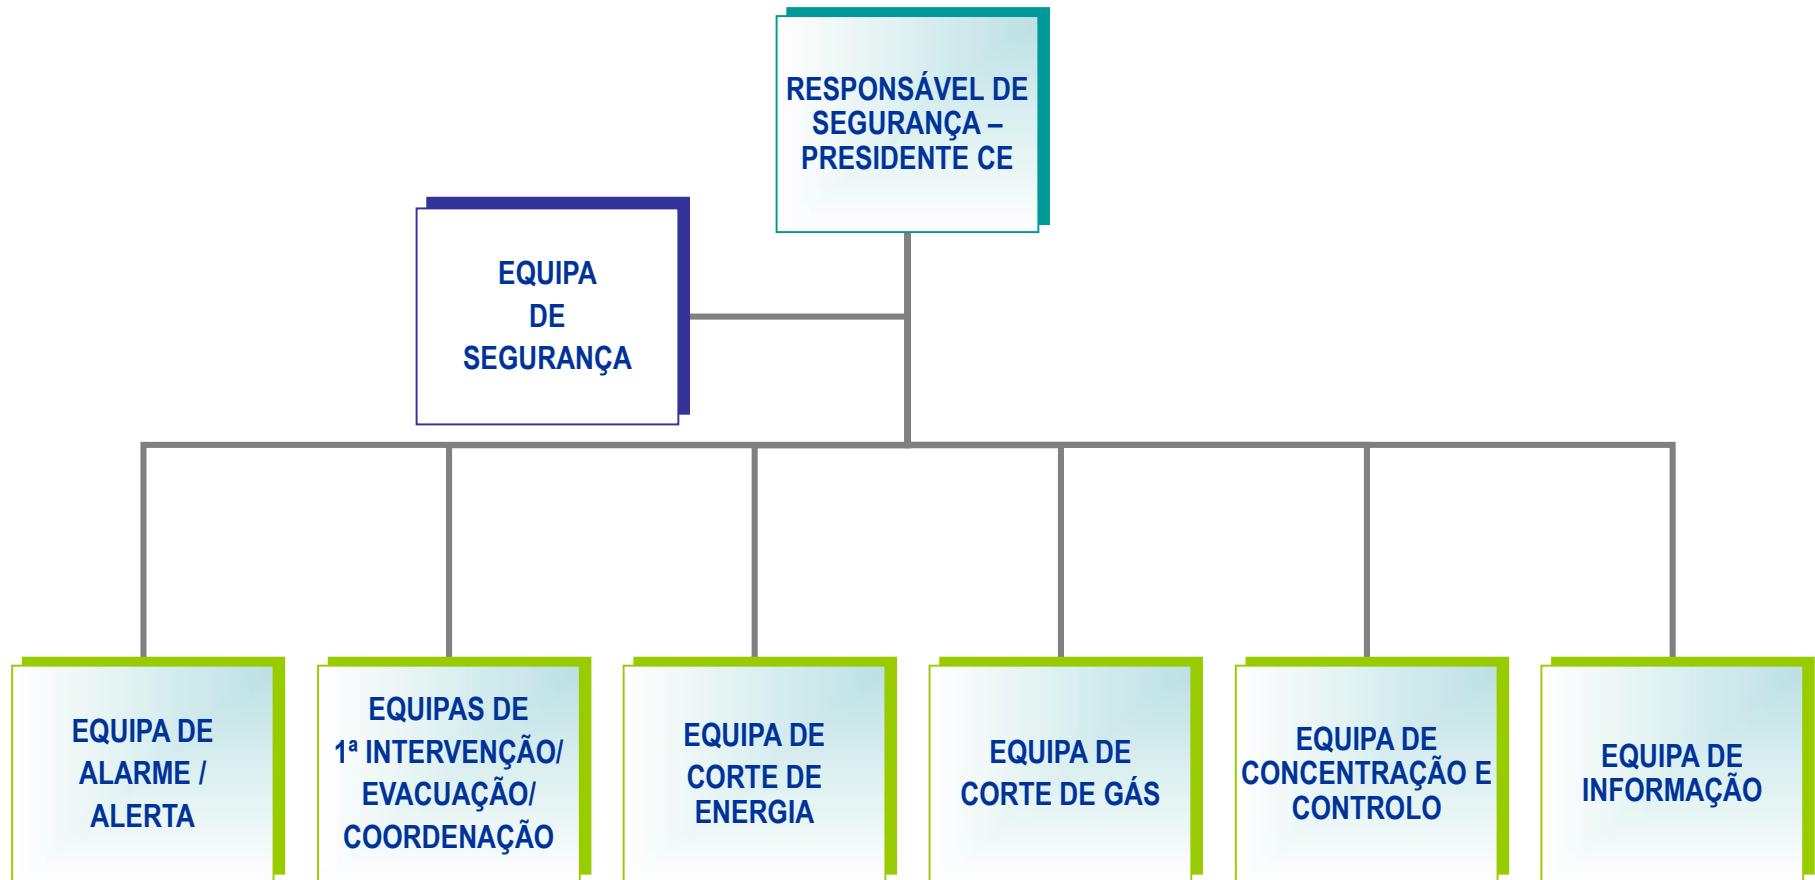 RESPONSÁVEL DE
SEGURANÇA –
PRESIDENTE CE
EQUIPA
DE
SEGURANÇA
EQUIPA DE
ALARME /
ALERTA
EQUIPAS DE
1ª INTERVENÇÃO/
EVACUAÇÃO/
COORDENAÇÃO
EQUIPA DE
CORTE DE
ENERGIA
EQUIPA DE
CORTE DE GÁS
EQUIPA DE
CONCENTRAÇÃO E
CONTROLO
EQUIPA DE
INFORMAÇÃO